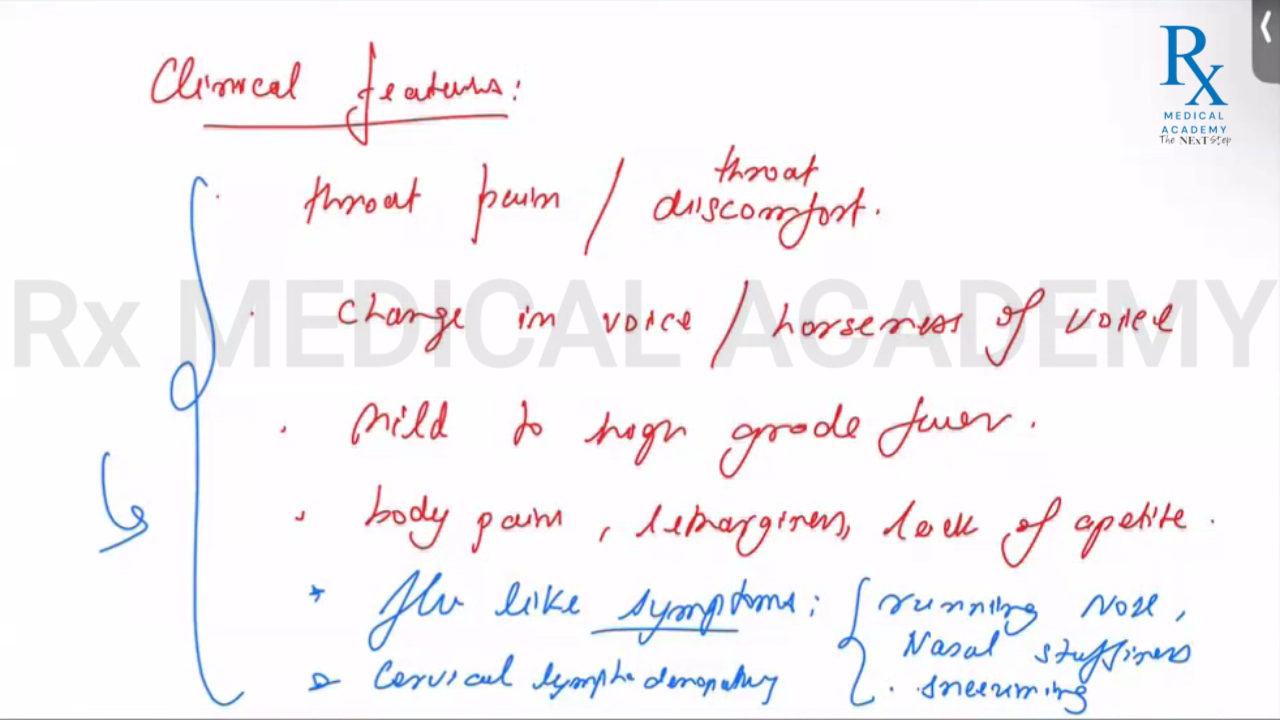 Clinical features:
throat pain / throat discomfort.
change in voice / horseness of voice
Mild to high grade fever.
body pain, letharginess, lack of apetite.
flu like symptoms: running Nose,
Nasal stuffiness
sneezing
Cervical lymphadenopathy
Rx MEDICAL ACADEMY
Rx
MEDICAL
ACADEMY
The NExT Step